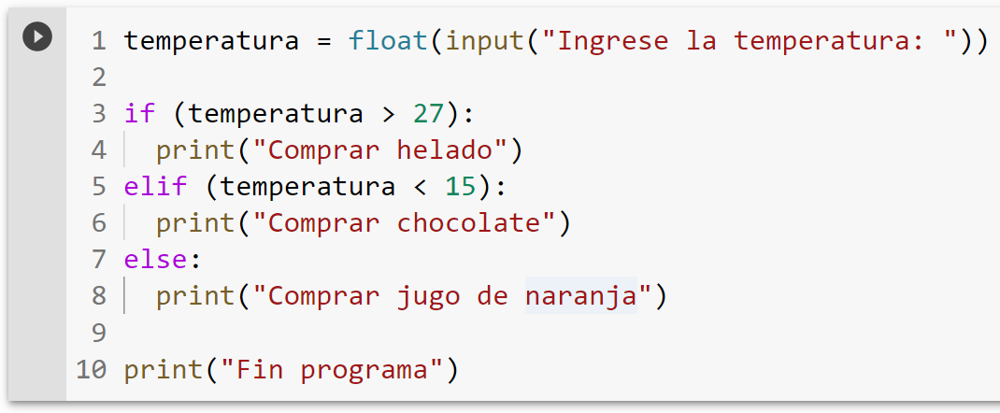 1 temperatura = float(input("Ingrese la temperatura: "))
2
3 if (temperatura > 27):
4   print("Comprar helado")
5 elif (temperatura < 15):
6   print("Comprar chocolate")
7 else:
8   print("Comprar jugo de naranja")
9
10 print("Fin programa")